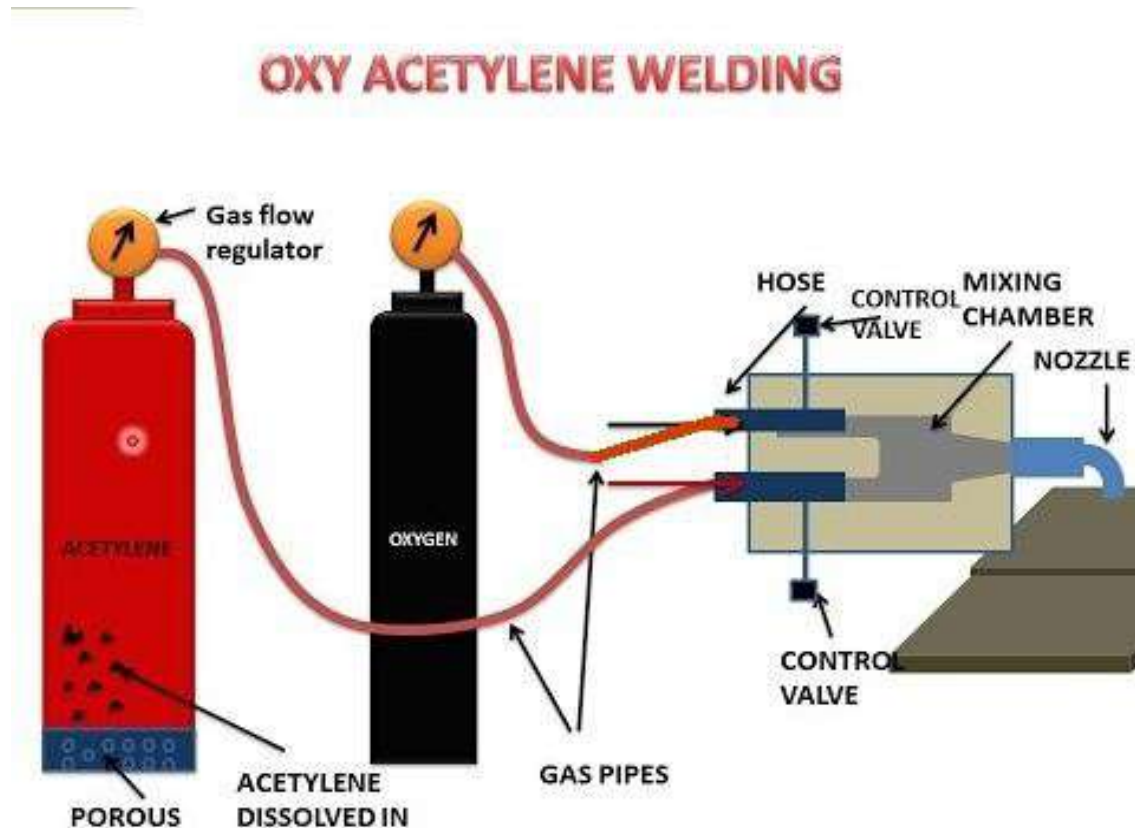 OXY ACETYLENE WELDING
Gas flow
regulator
HOSE
CONTROL
VALVE
MIXING
CHAMBER
NOZZLE
ACETYLENE
OXYGEN
CONTROL
VALVE
GAS PIPES
ACETYLENE
DISSOLVED IN
POROUS